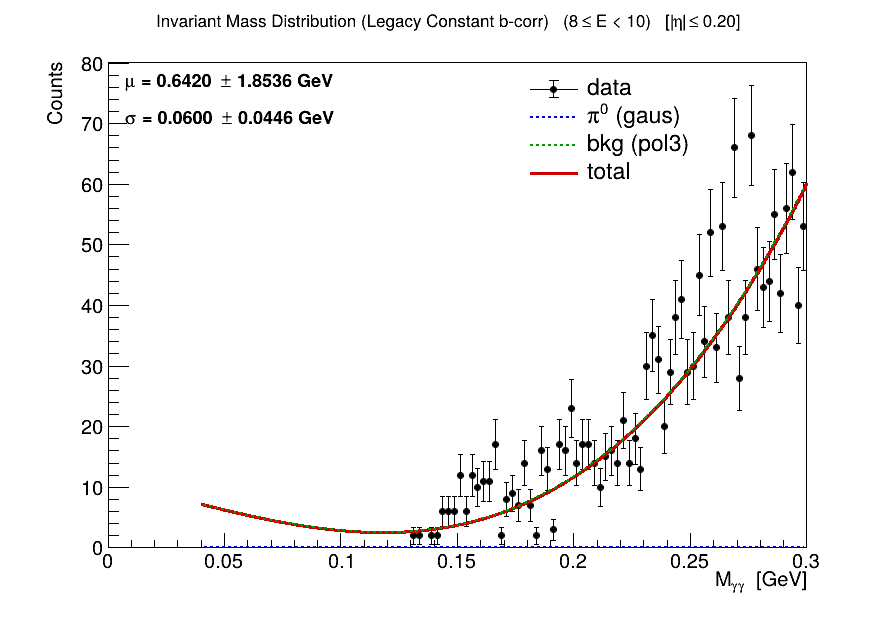 Invariant Mass Distribution (Legacy Constant b-corr) (8 ≤ E < 10) [|η| ≤ 0.20]
Counts
80
70
60
50
40
30
20
10
0
μ = 0.6420 ± 1.8536 GeV
σ = 0.0600 ± 0.0446 GeV
data
π⁰ (gaus)
bkg (pol3)
total
0 0.05 0.1 0.15 0.2 0.25 0.3
Mγγ [GeV]